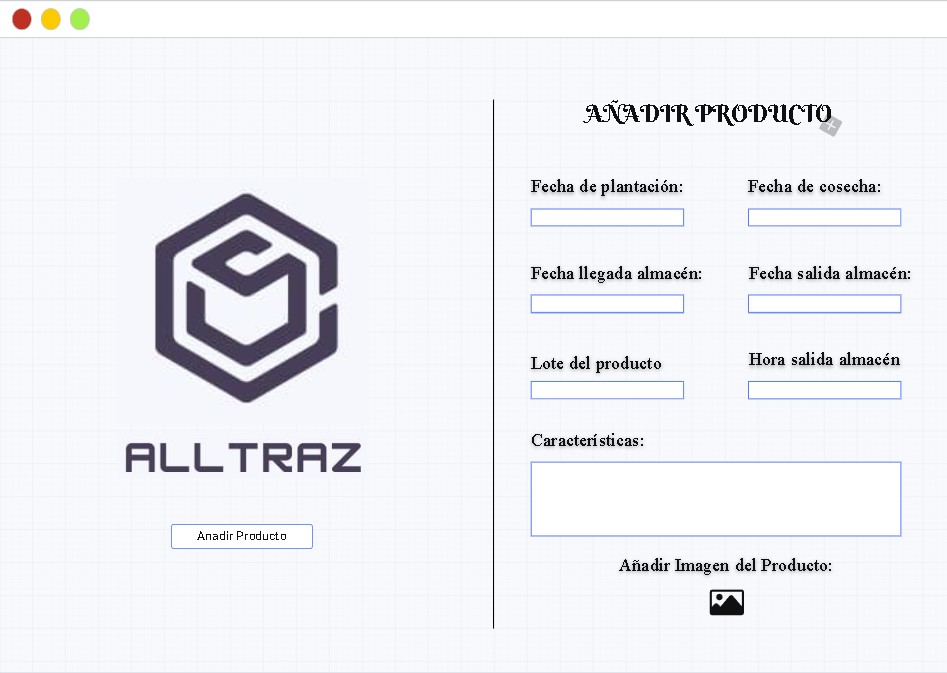 ALLTRAZ
Anadir Producto
AÑADIR PRODUCTO
Fecha de plantación:
Fecha de cosecha:
Fecha llegada almacén:
Fecha salida almacén:
Lote del producto
Hora salida almacén
Características:
Añadir Imagen del Producto: